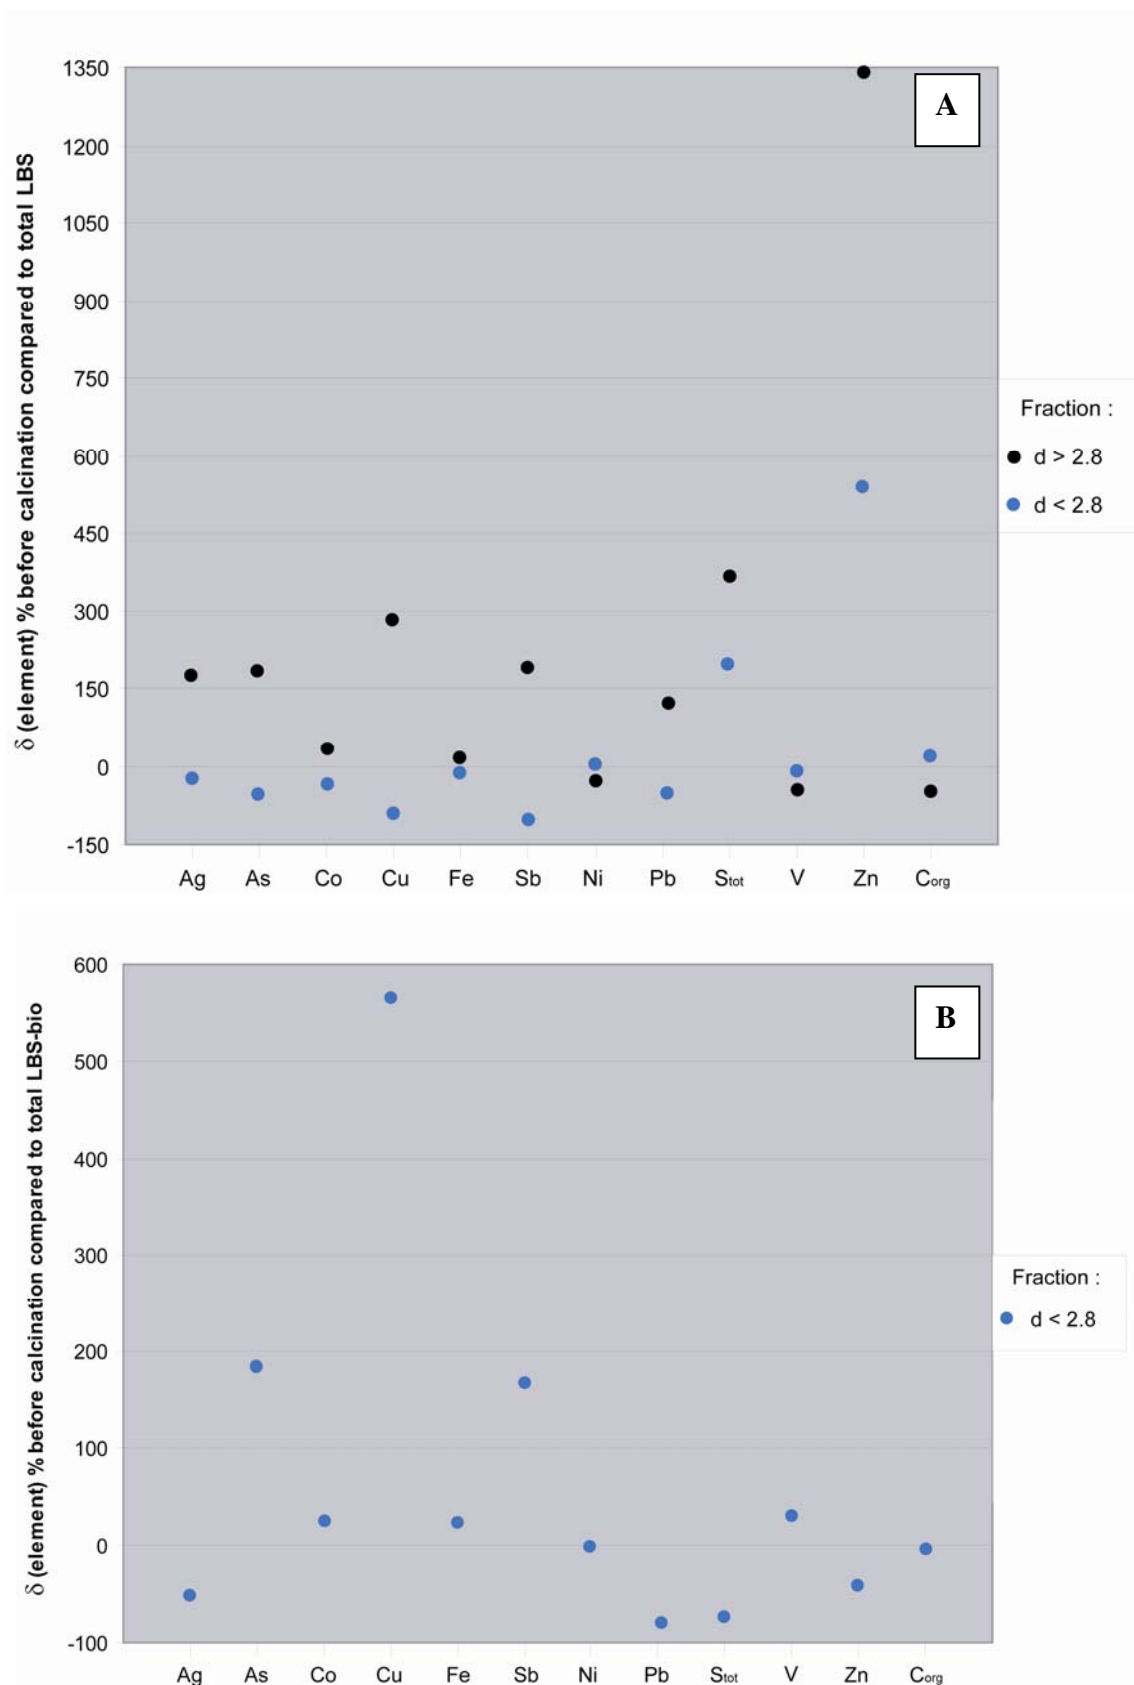 A
δ (element) % before calcination compared to total LBS
1350
1200
1050
900
750
600
450
300
150
0
-150
Ag As Co Cu Fe Sb Ni Pb Stot V Zn Corg
Fraction :
d > 2.8
d < 2.8
B
δ (element) % before calcination compared to total LBS-bio
600
500
400
300
200
100
0
-100
Ag As Co Cu Fe Sb Ni Pb Stot V Zn Corg
Fraction :
d < 2.8